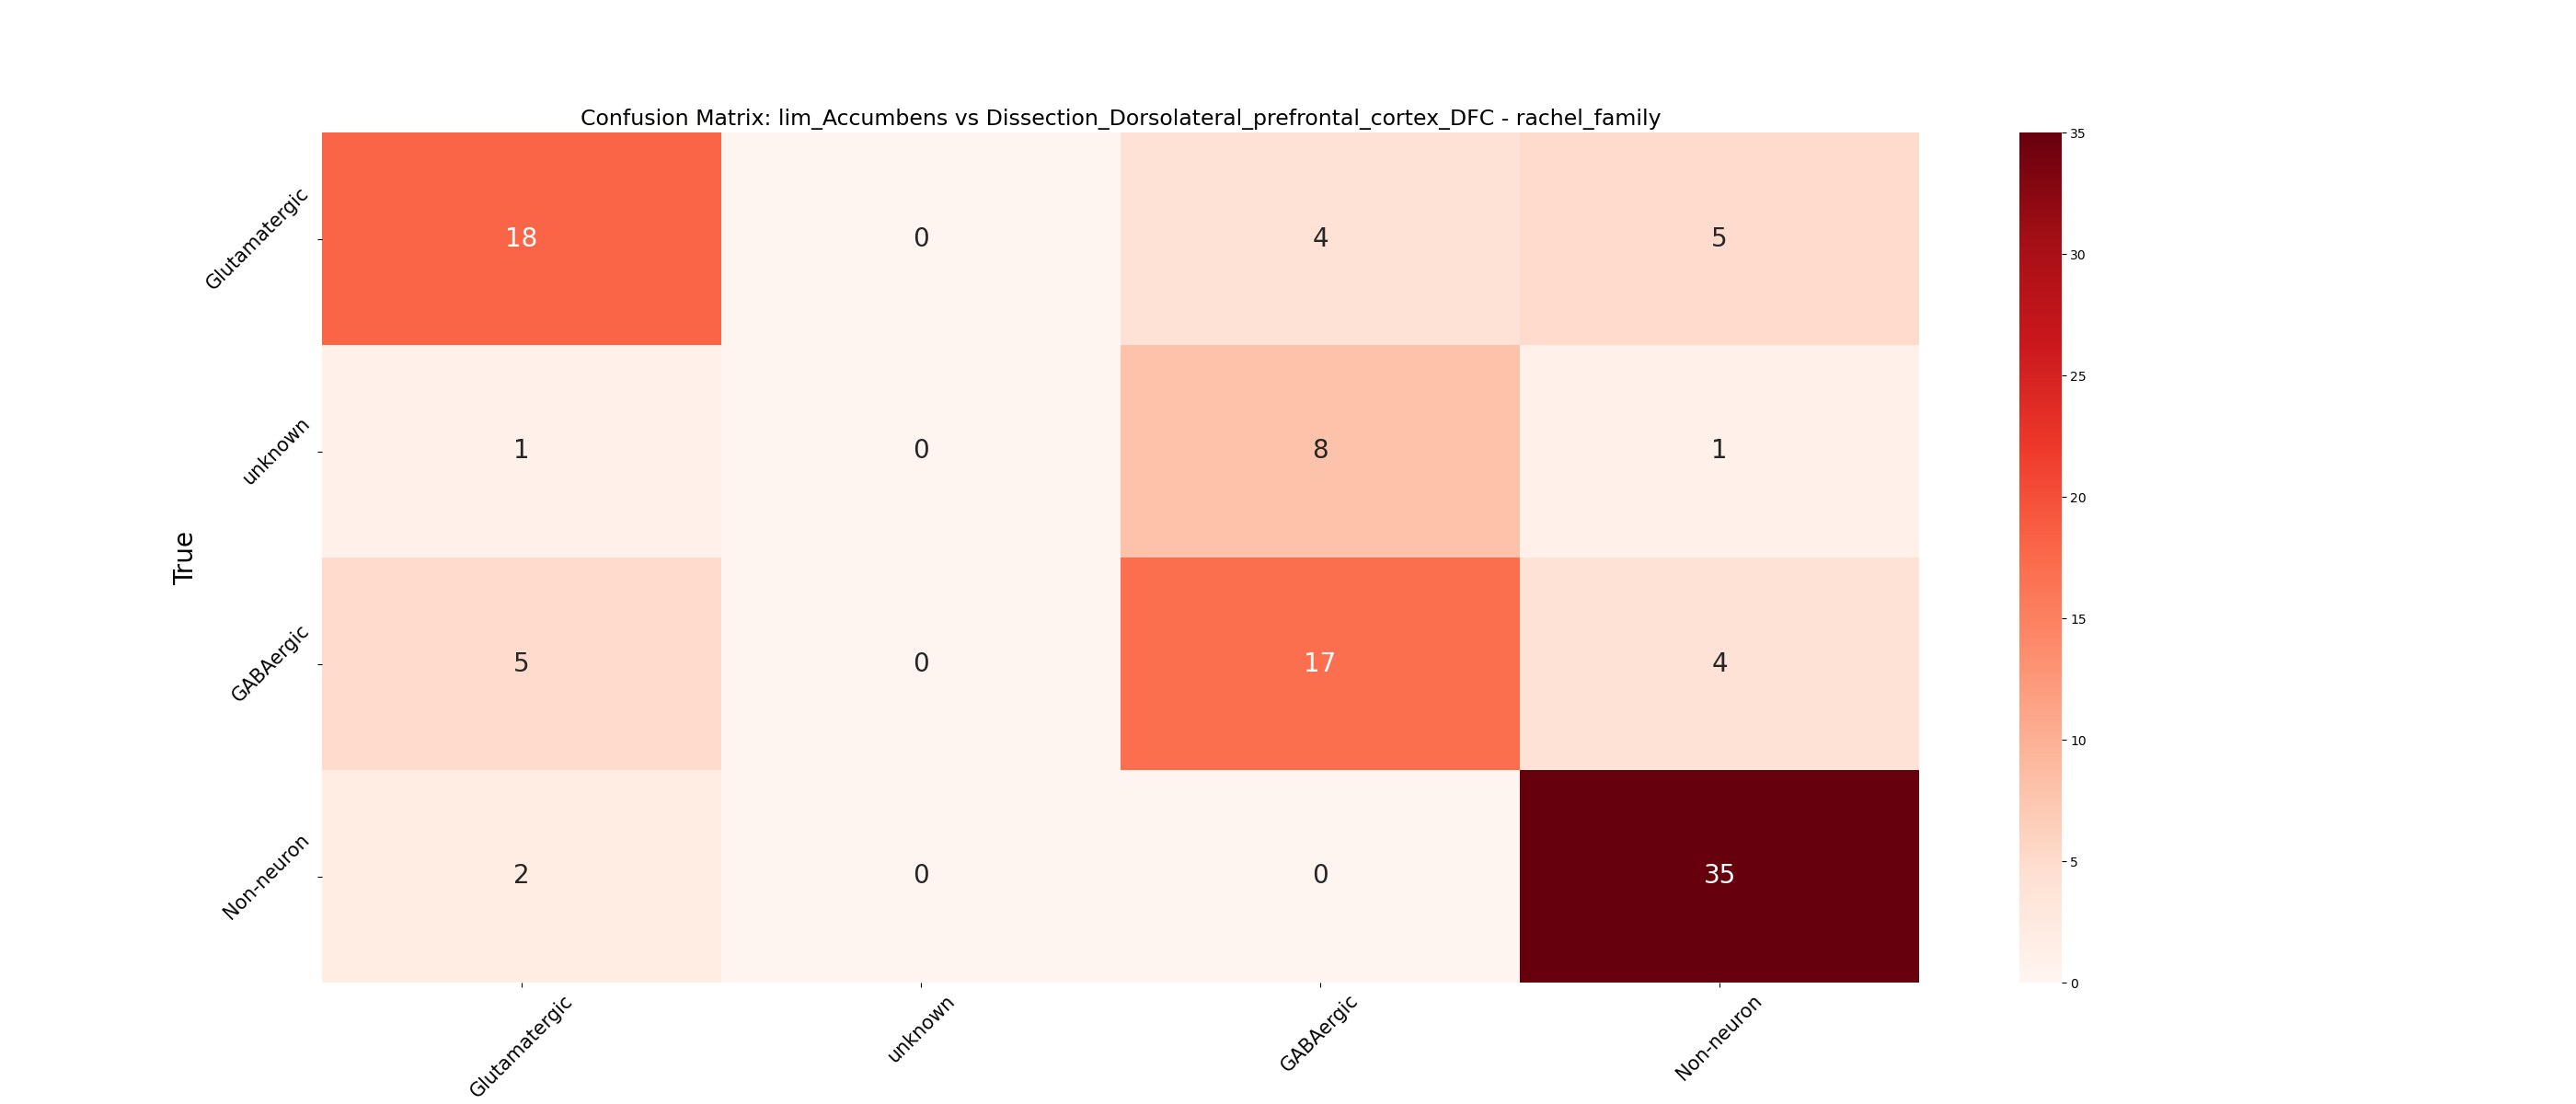 Confusion Matrix: lim_Accumbens vs Dissection_Dorsolateral_prefrontal_cortex_DFC - rachel_family
True
Glutamatergic 18 0 4 5
unknown 1 0 8 1
GABAergic 5 0 17 4
Non-neuron 2 0 0 35
Glutamatergic unknown GABAergic Non-neuron
35
30
25
20
15
10
5
0